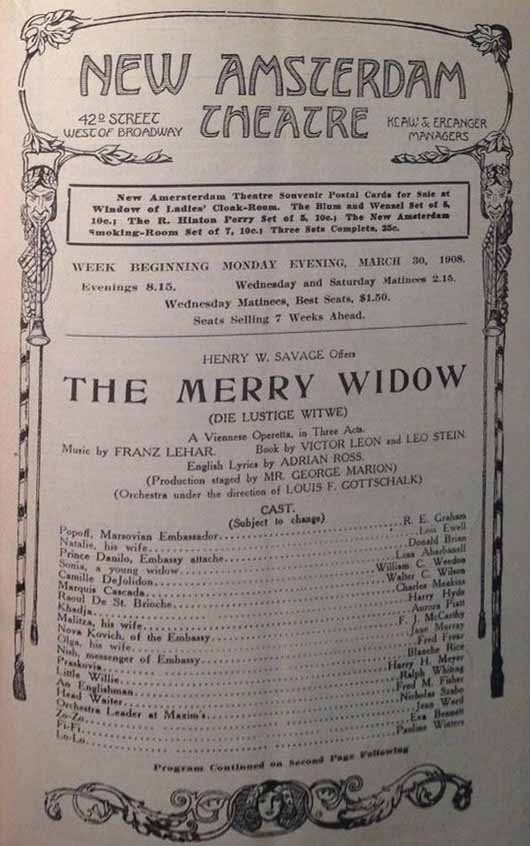 NEW AMSTERDAM
THEATRE
42D STREET
WEST OF BROADWAY
KLAW & ERLANGER
MANAGERS
New Amersterdam Theatre Souvenir Postal Cards for Sale at
Window of Ladies' Cloak-Room. The Blum and Wenzel Set of 5,
10c.; The R. Hinton Perry Set of 5, 10c.; The New Amsterdam
Smoking-Room Set of 7, 10c.; Three Sets Complete, 25c.
WEEK BEGINNING MONDAY EVENING, MARCH 30, 1908.
Evenings 8.15. Wednesday and Saturday Matinees 2.15.
Wednesday Matinees, Best Seats, $1.50.
Seats Selling 7 Weeks Ahead.
HENRY W. SAVAGE Offers
THE MERRY WIDOW
(DIE LUSTIGE WITWE)
A Viennese Operetta, in Three Acts.
Music by FRANZ LEHAR. Book by VICTOR LEON and LEO STEIN.
English Lyrics by ADRIAN ROSS.
(Production staged by MR. GEORGE MARION)
(Orchestra under the direction of LOUIS F. GOTTSCHALK)
CAST.
(Subject to change)
Popoff, Marsovian Embassador R. E. Graham
Natalie, his wife Lois Ewell
Prince Danilo, Embassy attache Donald Brian
Sonia, a young widow Lina Abarbanell
Camille DeJolidon William C. Weedon
Marquis Cascada Walter C. Wilson
Raoul De St. Brioche Charles Meakins
Khadja Harry Hyde
Malitza, his wife Aurora Piatt
Nova Kovich, of the Embassy F. J. McCarthy
Olga, his wife Jane Murray
Nish, messenger of Embassy Fred Frear
Praskovia Blanche Rice
Little Willie Harry H. Meyer
An Englishman Ralph Whiting
Head Waiter Fred M. Fisher
Orchestra Leader at Maxim's Nicholas Szabo
Zo-Zo Jean Ward
Fi-Fi Eva Bennett
Lo-Lo Pauline Winters
Program Continued on Second Page Following